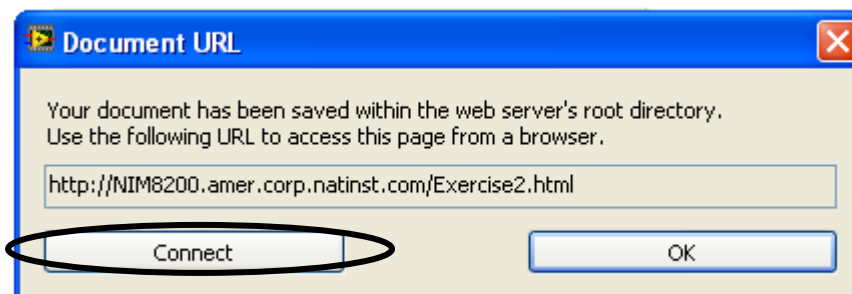 Document URL
Your document has been saved within the web server's root directory.
Use the following URL to access this page from a browser.
http://NIM8200.amer.corp.natinst.com/Exercise2.html
Connect
OK